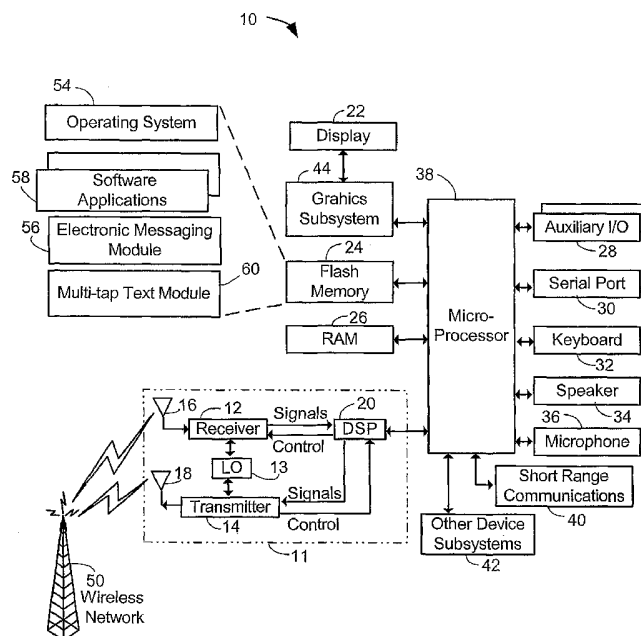 10
54
Operating System
58
Software
Applications
56
Electronic Messaging
Module
60
Multi-tap Text Module
22
Display
44
Grahics
Subsystem
24
Flash
Memory
26
RAM
38
Micro-
Processor
Auxiliary I/O
28
Serial Port
30
Keyboard
32
Speaker
34
36
Microphone
Short Range
Communications
40
Other Device
Subsystems
42
16
12
Receiver
Signals
Control
20
DSP
LO
13
18
Transmitter
14
Signals
Control
11
50
Wireless
Network